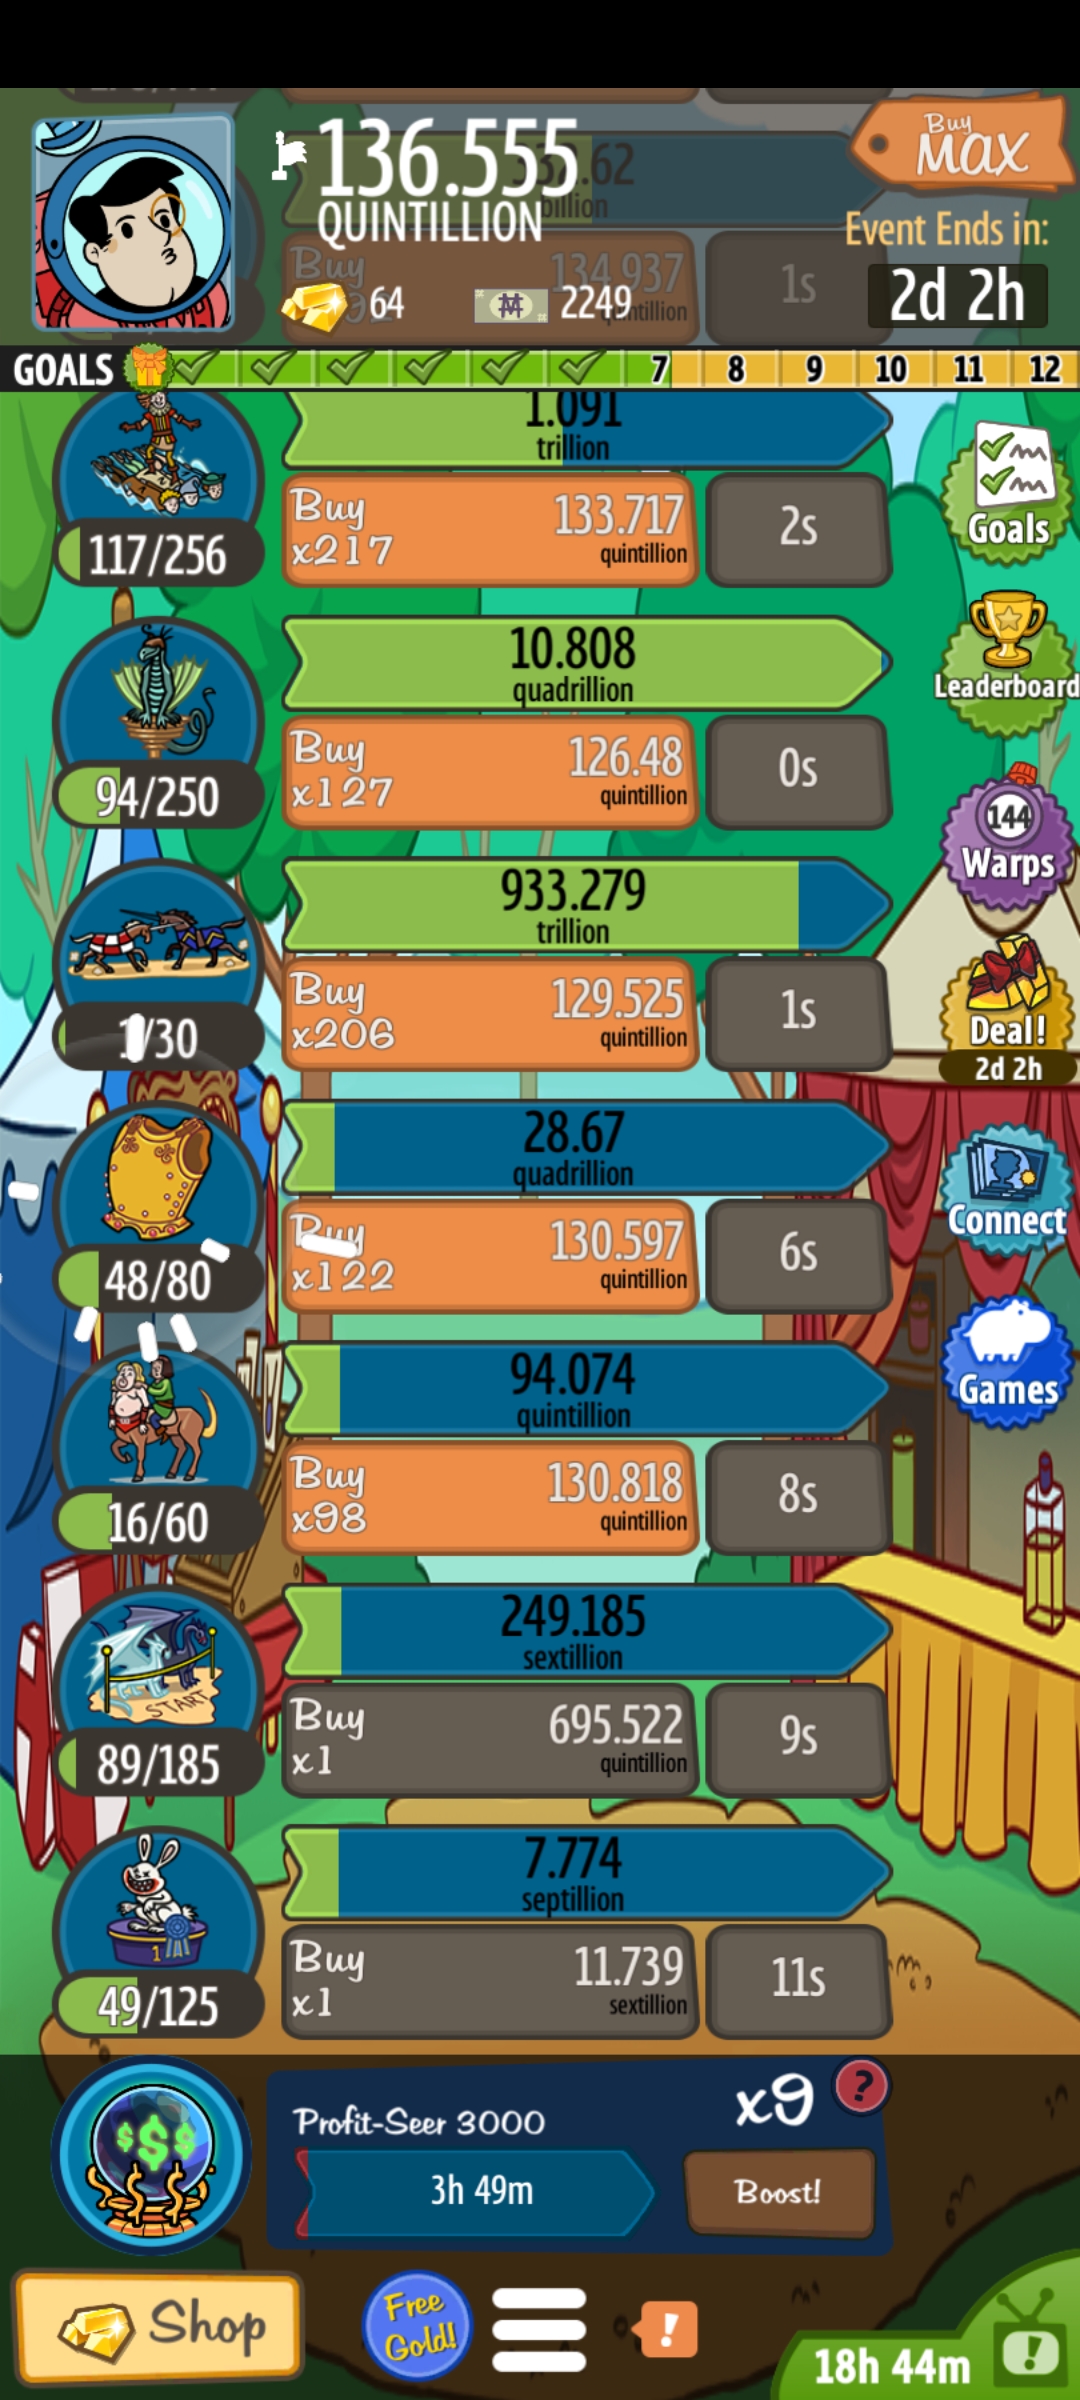 136.555
QUINTILLION
64
2249
Buy
MAX
Event Ends in:
2d 2h
.62
billion
Buy
134.937
quintillion
1s
GOALS
7
8
9
10
11
12
1.091
trillion
117/256
Buy
x217
133.717
quintillion
2s
Goals
10.808
quadrillion
94/250
Buy
x127
126.48
quintillion
0s
Leaderboard
144
Warps
933.279
trillion
1/30
Buy
x206
129.525
quintillion
1s
Deal!
2d 2h
28.67
quadrillion
48/80
Buy
x122
130.597
quintillion
6s
Connect
94.074
quintillion
16/60
Buy
x98
130.818
quintillion
8s
Games
249.185
sextillion
START
89/185
Buy
x1
695.522
quintillion
9s
7.774
septillion
1
49/125
Buy
x1
11.739
sextillion
11s
$$$
Profit-Seer 3000
x9
?
3h 49m
Boost!
Shop
Free
Gold!
!
18h 44m
!